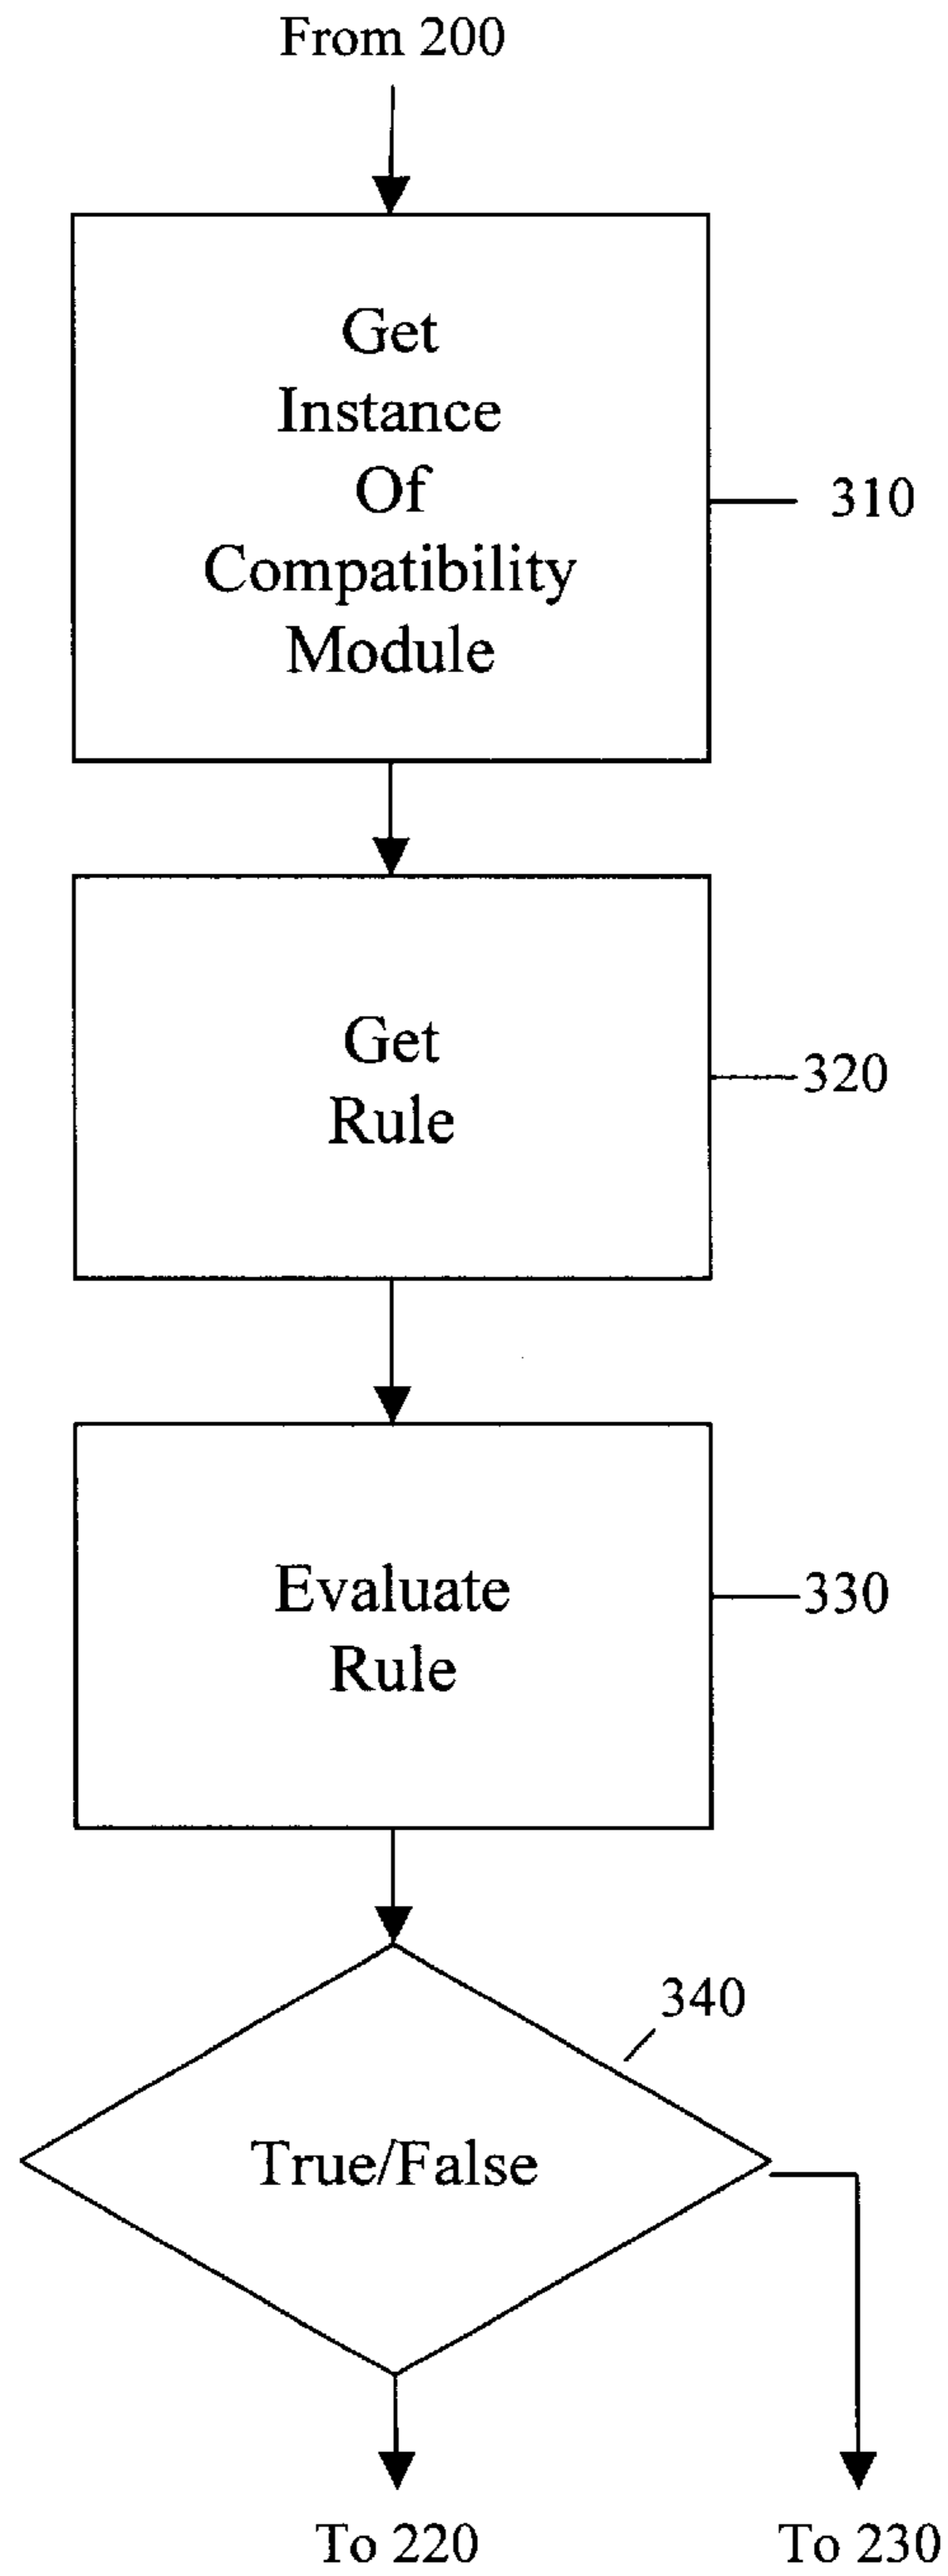 From 200
Get
Instance
Of
Compatibility
Module
310
Get
Rule
320
Evaluate
Rule
330
340
True/False
To 220
To 230